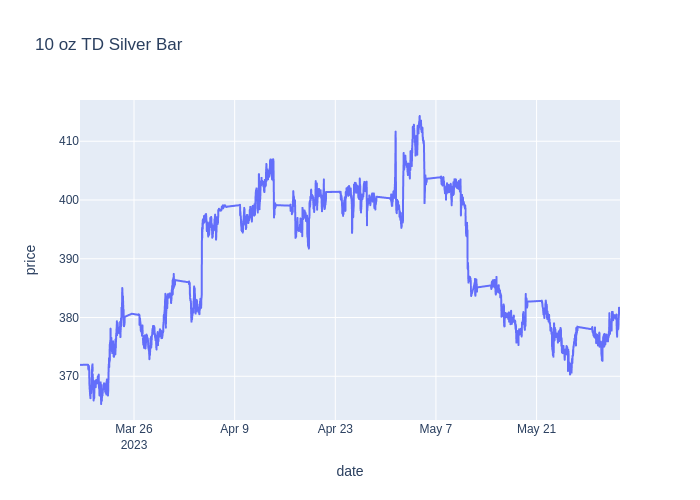 10 oz TD Silver Bar
price
410
400
390
380
370
Mar 26
2023
Apr 9
Apr 23
May 7
May 21
date